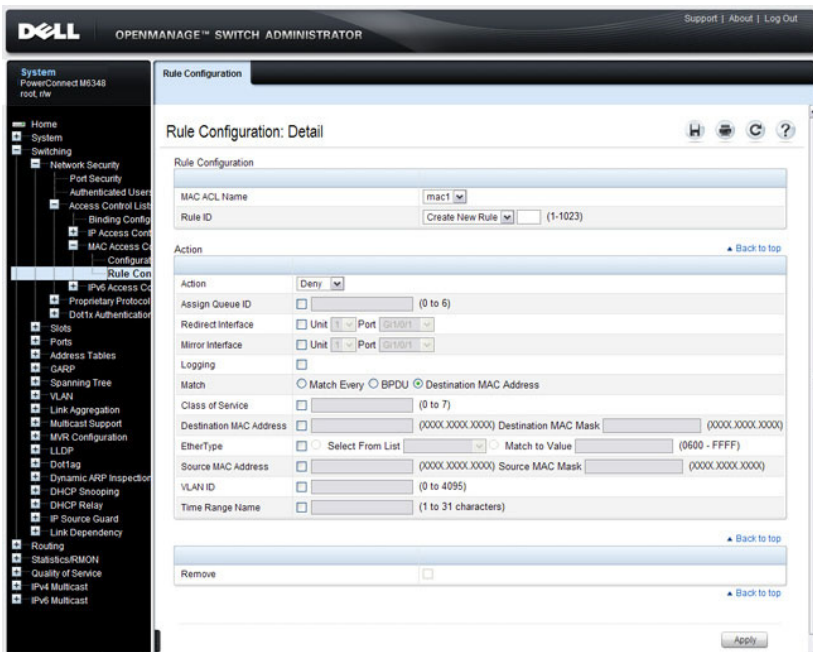 Support | About | Log Out
DELL OPENMANAGE™ SWITCH ADMINISTRATOR
System
PowerConnect M6348
root, r/w
Home
System
Switching
Network Security
Port Security
Authenticated Users
Access Control Lists
Binding Config
IP Access Cont
MAC Access Co
Configurat
Rule Con
IPv6 Access Co
Proprietary Protocol
Dot1x Authentication
Slots
Ports
Address Tables
GARP
Spanning Tree
VLAN
Link Aggregation
Multicast Support
MVR Configuration
LLDP
Dot1ag
Dynamic ARP Inspection
DHCP Snooping
DHCP Relay
IP Source Guard
Link Dependency
Routing
Statistics/RMON
Quality of Service
IPv4 Multicast
IPv6 Multicast
Rule Configuration
Rule Configuration: Detail
Rule Configuration
MAC ACL Name mac1
Rule ID Create New Rule (1-1023)
Action Back to top
Action Deny
Assign Queue ID (0 to 6)
Redirect Interface Unit 1 Port Gi1/0/1
Mirror Interface Unit 1 Port Gi1/0/1
Logging
Match Match Every BPDU Destination MAC Address
Class of Service (0 to 7)
Destination MAC Address (XXXX.XXXX.XXXX) Destination MAC Mask (XXXX.XXXX.XXXX)
EtherType Select From List Match to Value (0600 - FFFF)
Source MAC Address (XXXX.XXXX.XXXX) Source MAC Mask (XXXX.XXXX.XXXX)
VLAN ID (0 to 4095)
Time Range Name (1 to 31 characters)
Back to top
Remove
Back to top
Apply